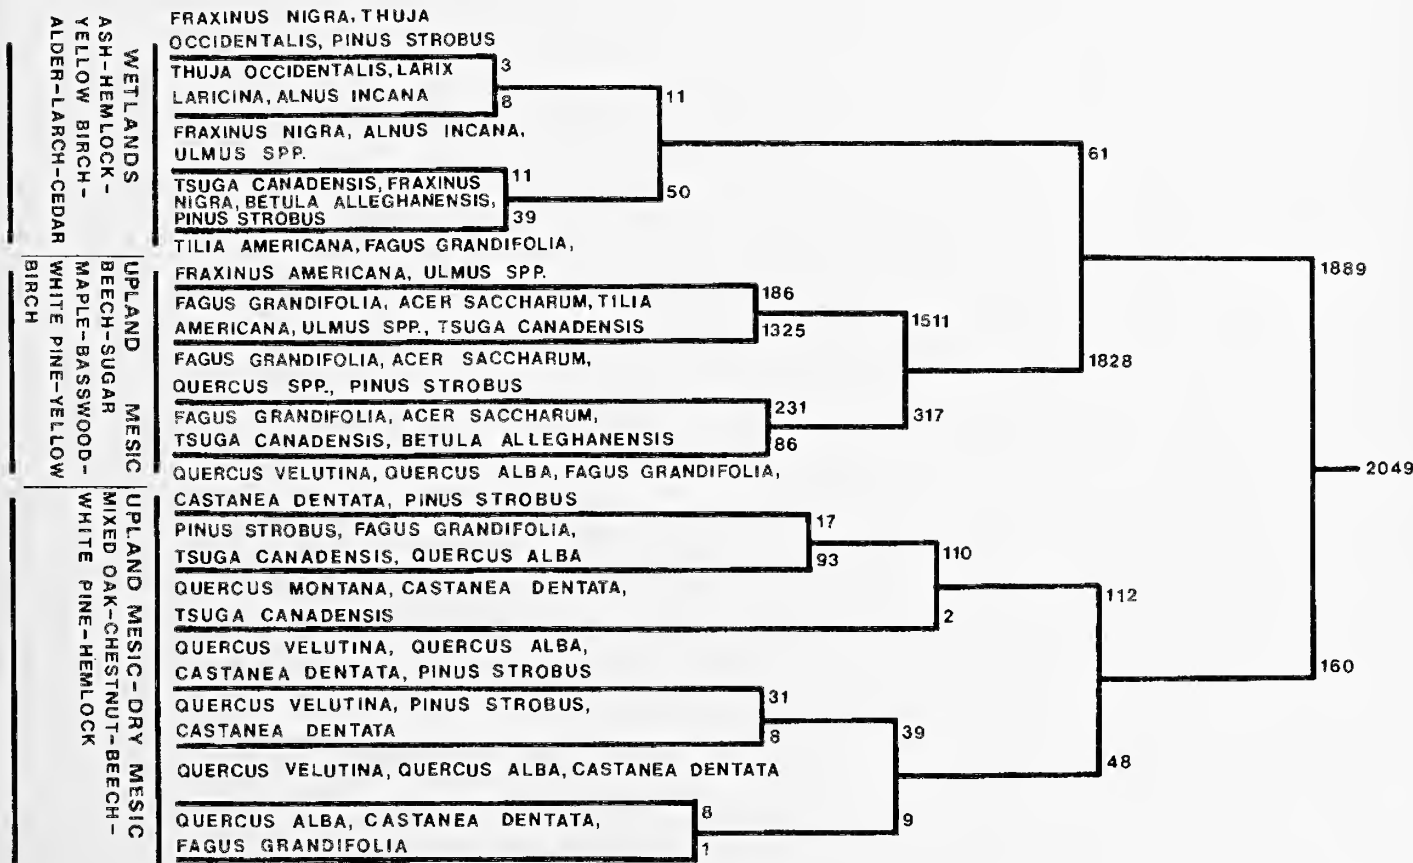 WETLANDS
ASH-HEMLOCK-
YELLOW BIRCH-
ALDER-LARCH-CEDAR
UPLAND MESIC
BEECH-SUGAR
MAPLE-BASSWOOD-
WHITE PINE-YELLOW
BIRCH
UPLAND MESIC-DRY MESIC
MIXED OAK-CHESTNUT-BEECH-
WHITE PINE-HEMLOCK
FRAXINUS NIGRA, THUJA
OCCIDENTALIS, PINUS STROBUS
3
THUJA OCCIDENTALIS, LARIX
LARICINA, ALNUS INCANA
8
11
FRAXINUS NIGRA, ALNUS INCANA,
ULMUS SPP.
11
TSUGA CANADENSIS, FRAXINUS
NIGRA, BETULA ALLEGHANENSIS,
PINUS STROBUS
39
50
61
TILIA AMERICANA, FAGUS GRANDIFOLIA,
FRAXINUS AMERICANA, ULMUS SPP.
186
FAGUS GRANDIFOLIA, ACER SACCHARUM, TILIA
AMERICANA, ULMUS SPP., TSUGA CANADENSIS
1325
1511
FAGUS GRANDIFOLIA, ACER SACCHARUM,
QUERCUS SPP., PINUS STROBUS
231
FAGUS GRANDIFOLIA, ACER SACCHARUM,
TSUGA CANADENSIS, BETULA ALLEGHANENSIS
86
317
1828
1889
QUERCUS VELUTINA, QUERCUS ALBA, FAGUS GRANDIFOLIA,
CASTANEA DENTATA, PINUS STROBUS
17
PINUS STROBUS, FAGUS GRANDIFOLIA,
TSUGA CANADENSIS, QUERCUS ALBA
93
110
QUERCUS MONTANA, CASTANEA DENTATA,
TSUGA CANADENSIS
2
112
QUERCUS VELUTINA, QUERCUS ALBA,
CASTANEA DENTATA, PINUS STROBUS
31
QUERCUS VELUTINA, PINUS STROBUS,
CASTANEA DENTATA
8
39
QUERCUS VELUTINA, QUERCUS ALBA, CASTANEA DENTATA
8
QUERCUS ALBA, CASTANEA DENTATA,
FAGUS GRANDIFOLIA
1
9
48
160
2049